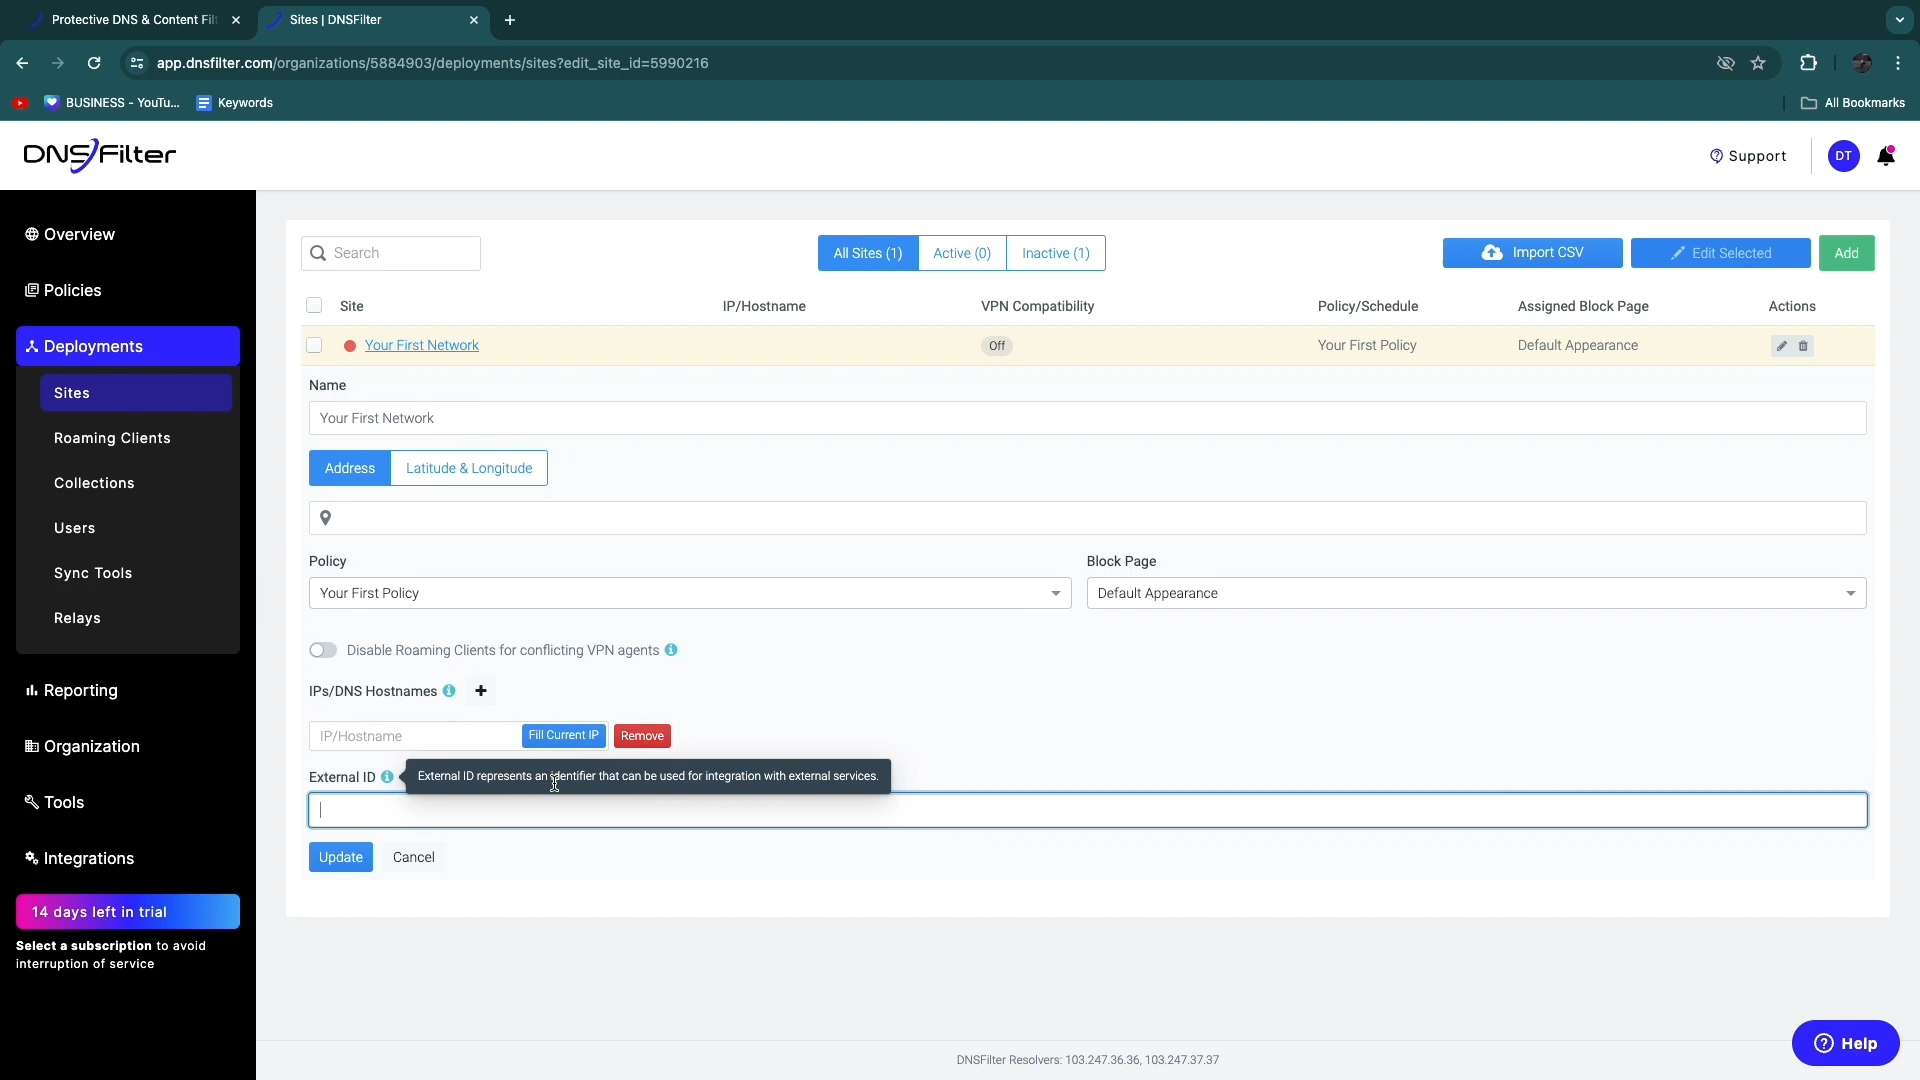 Protective DNS & Content Filt
Sites | DNSFilter
app.dnsfilter.com/organizations/5884903/deployments/sites?edit_site_id=5990216
BUSINESS - YouTu...
Keywords
All Bookmarks
DNSFilter
Support
DT
Overview
Policies
Deployments
Sites
Roaming Clients
Collections
Users
Sync Tools
Relays
Reporting
Organization
Tools
Integrations
14 days left in trial
Select a subscription to avoid
interruption of service
Search
All Sites (1)
Active (0)
Inactive (1)
Import CSV
Edit Selected
Add
Site
IP/Hostname
VPN Compatibility
Policy/Schedule
Assigned Block Page
Actions
Your First Network
Off
Your First Policy
Default Appearance
Name
Your First Network
Address
Latitude & Longitude
Policy
Block Page
Your First Policy
Default Appearance
Disable Roaming Clients for conflicting VPN agents
IPs/DNS Hostnames
IP/Hostname
Fill Current IP
Remove
External ID
External ID represents an identifier that can be used for integration with external services.
Update
Cancel
DNSFilter Resolvers: 103.247.36.36, 103.247.37.37
Help